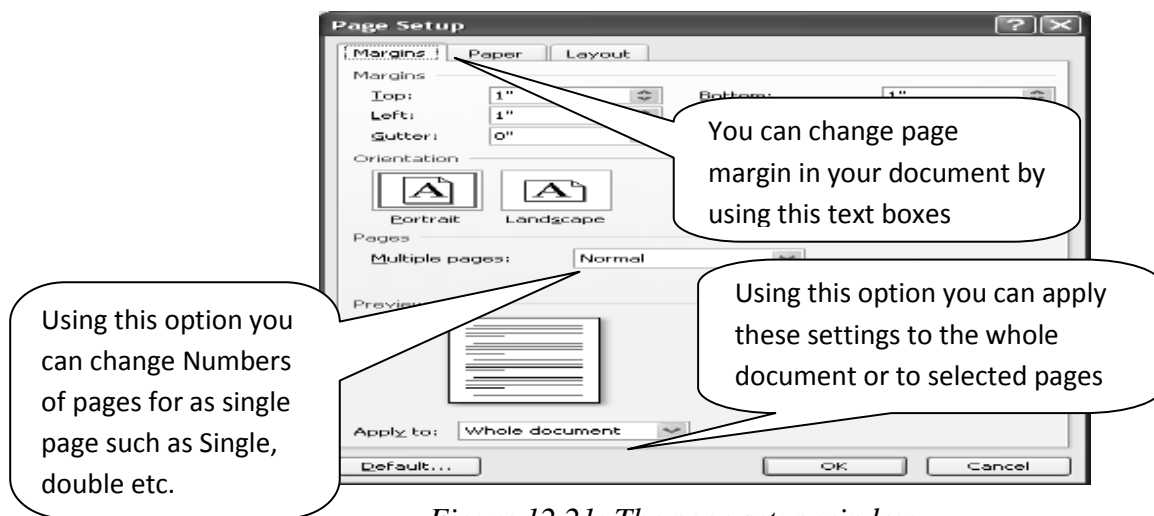 Page Setup
Margins Paper Layout
Margins
Top: 1" Bottom: 1"
Left: 1"
Gutter: 0"
You can change page
margin in your document by
using this text boxes
Orientation
Portrait Landscape
Pages
Multiple pages: Normal
Using this option you can apply
these settings to the whole
document or to selected pages
Using this option you
can change Numbers
of pages for as single
page such as Single,
double etc.
Preview
Apply to: Whole document
Default... OK Cancel